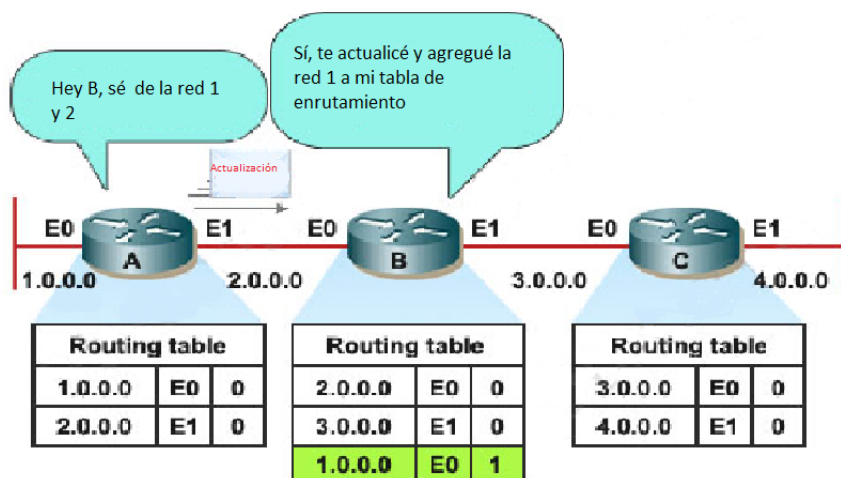 Hey B, sé de la red 1
y 2
Sí, te actualicé y agregué la
red 1 a mi tabla de
enrutamiento
Actualización
E0 A E1 E0 B E1 E0 C E1
1.0.0.0 2.0.0.0 3.0.0.0 4.0.0.0
Routing table
1.0.0.0 E0 0
2.0.0.0 E1 0
Routing table
2.0.0.0 E0 0
3.0.0.0 E1 0
1.0.0.0 E0 1
Routing table
3.0.0.0 E0 0
4.0.0.0 E1 0